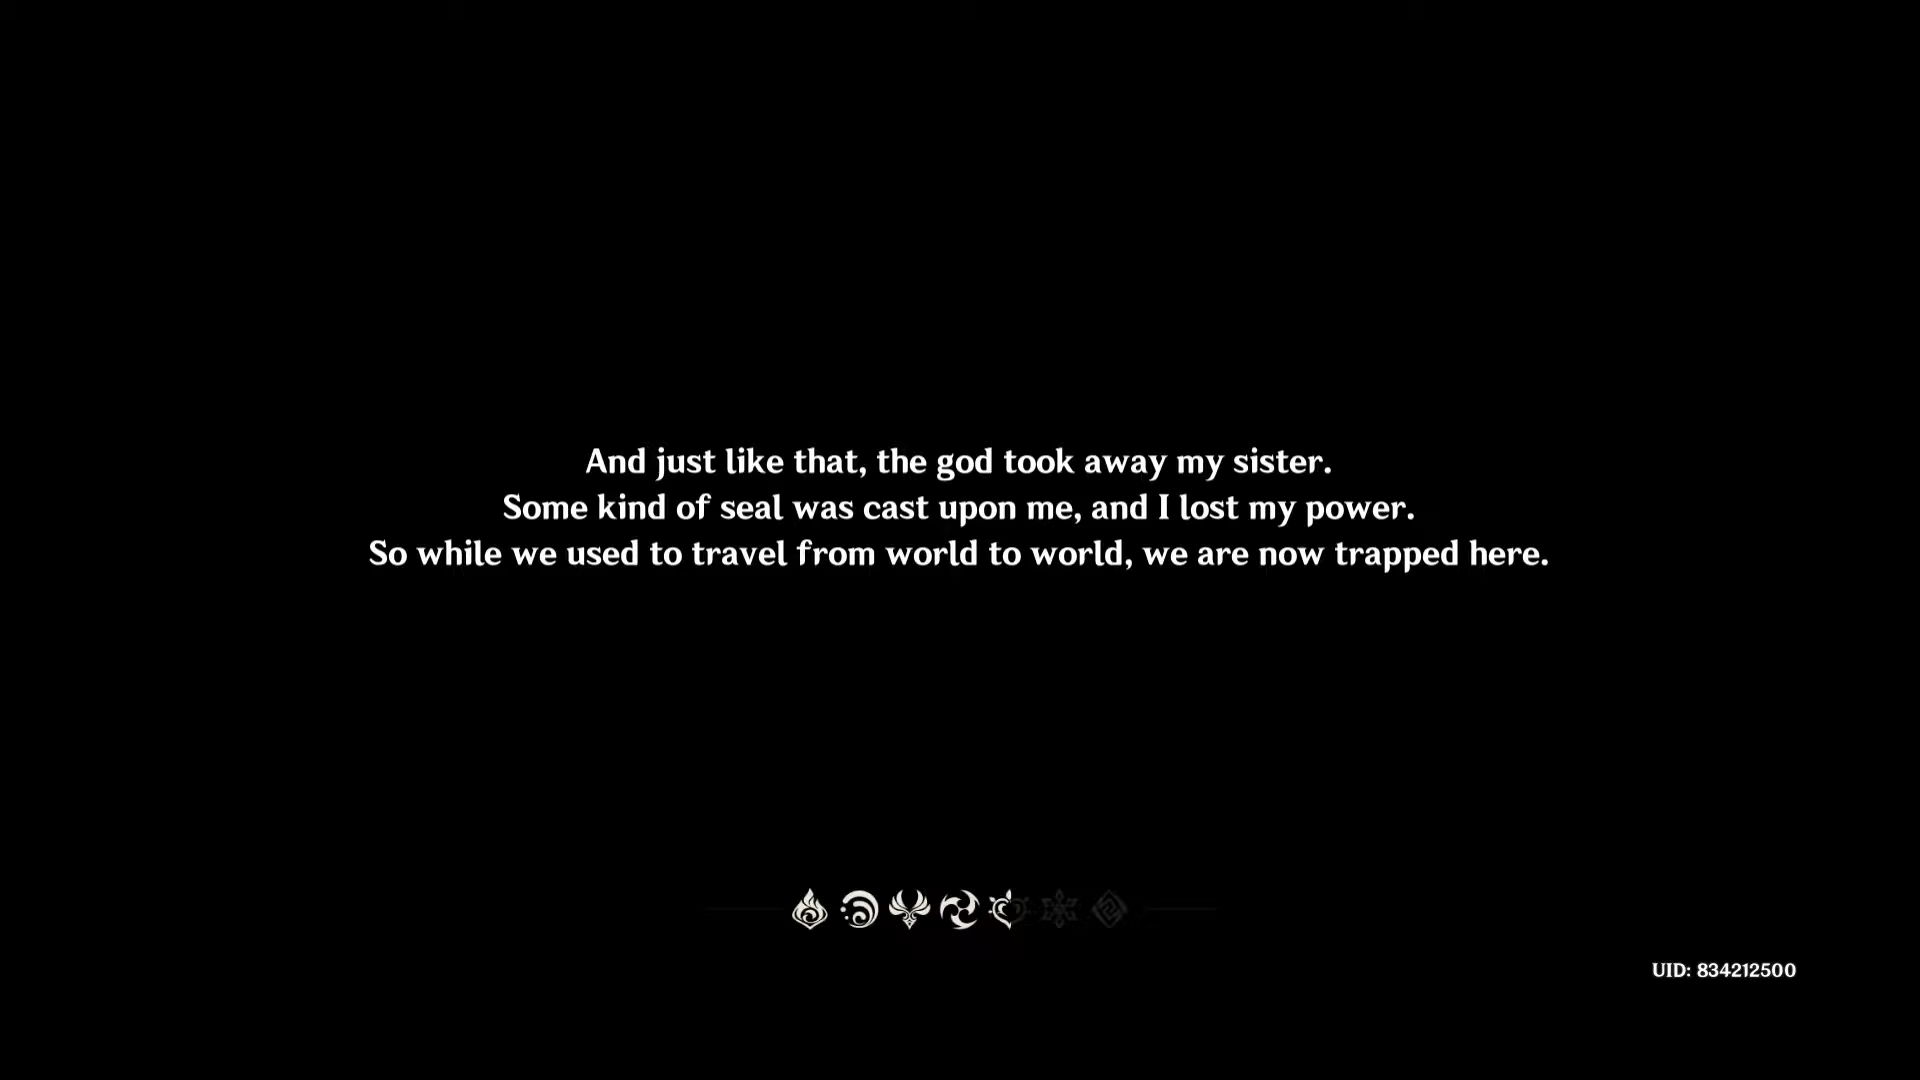 And just like that, the god took away my sister.
Some kind of seal was cast upon me, and I lost my power.
So while we used to travel from world to world, we are now trapped here.
UID: 834212500